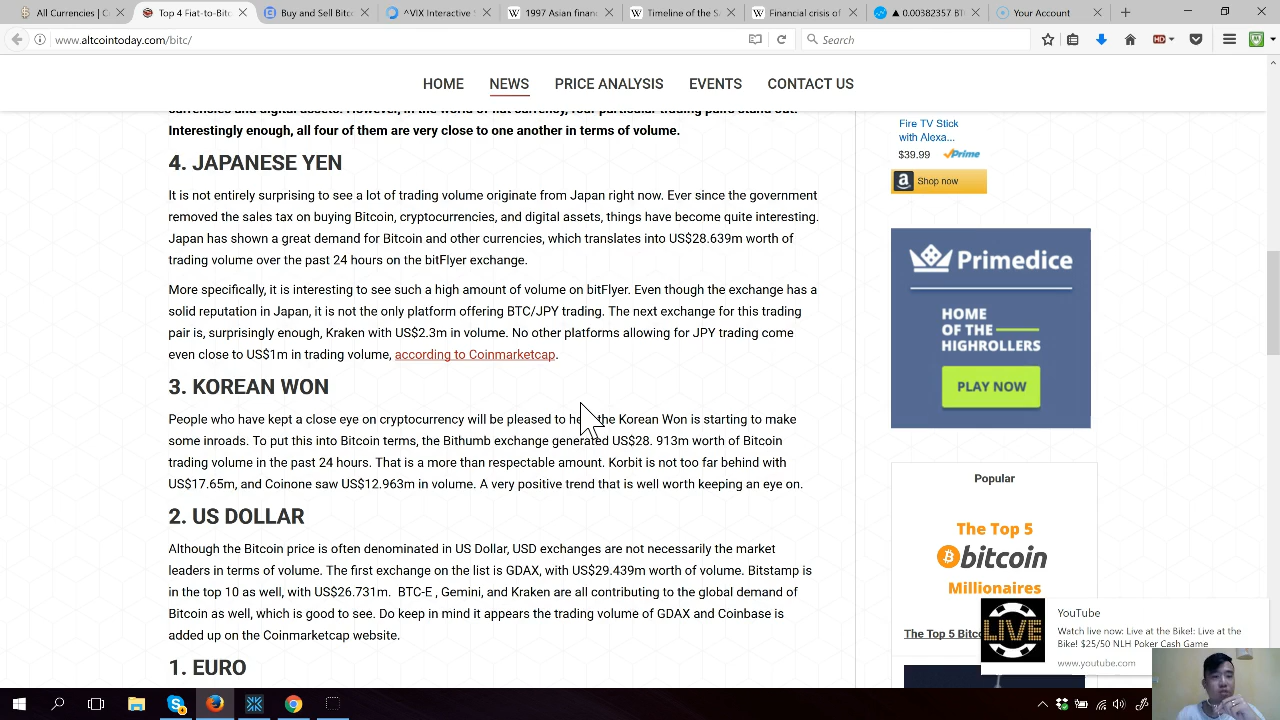 All Currencies | C
Top 4 Fiat-Bitc
Buy and Sell Bitc
^VIX Interactive
1997 Asian Financ
Timeline of the S
Financial crisis of
▲ 0.00382357 B
Your Account
www.altcointoday.com/bitc/
Search
HD
HOME
NEWS
PRICE ANALYSIS
EVENTS
CONTACT US
currencies and digital assets. However, in the world of fiat currency, four particular trading pairs stand out.
Interestingly enough, all four of them are very close to one another in terms of volume.
4. JAPANESE YEN
It is not entirely surprising to see a lot of trading volume originate from Japan right now. Ever since the government
removed the sales tax on buying Bitcoin, cryptocurrencies, and digital assets, things have become quite interesting.
Japan has shown a great demand for Bitcoin and other currencies, which translates into US$28.639m worth of
trading volume over the past 24 hours on the bitFlyer exchange.
More specifically, it is interesting to see such a high amount of volume on bitFlyer. Even though the exchange has a
solid reputation in Japan, it is not the only platform offering BTC/JPY trading. The next exchange for this trading
pair is, surprisingly enough, Kraken with US$2.3m in volume. No other platforms allowing for JPY trading come
even close to US$1m in trading volume, according to Coinmarketcap.
3. KOREAN WON
People who have kept a close eye on cryptocurrency will be pleased to he the Korean Won is starting to make
some inroads. To put this into Bitcoin terms, the Bithumb exchange generated US$28. 913m worth of Bitcoin
trading volume in the past 24 hours. That is a more than respectable amount. Korbit is not too far behind with
US$17.65m, and Coinone saw US$12.963m in volume. A very positive trend that is well worth keeping an eye on.
2. US DOLLAR
Although the Bitcoin price is often denominated in US Dollar, USD exchanges are not necessarily the market
leaders in terms of volume The first exchange on the list is GDAX, with US$29.439m worth of volume. Bitstamp is
in the top 10 as well, with US$26.731m. BTC-E , Gemini, and Kraken are all contributing to the global demand of
Bitcoin as well, which is good to see. Do keep in mind it appears the trading volume of GDAX and Coinbase is
added up on the Coinmarketcap website.
1. EURO
Fire TV Stick
with Alexa...
$39.99 Prime
Shop now
Primedice
HOME
OF THE
HIGHROLLERS
PLAY NOW
Popular
The Top 5
bitcoin
Millionaires
The Top 5 Bitc
LIVE
YouTube
Watch live now: Live at the Bike!: Live at the
Bike! $25/50 NLH Poker Cash Game
www.youtube.com